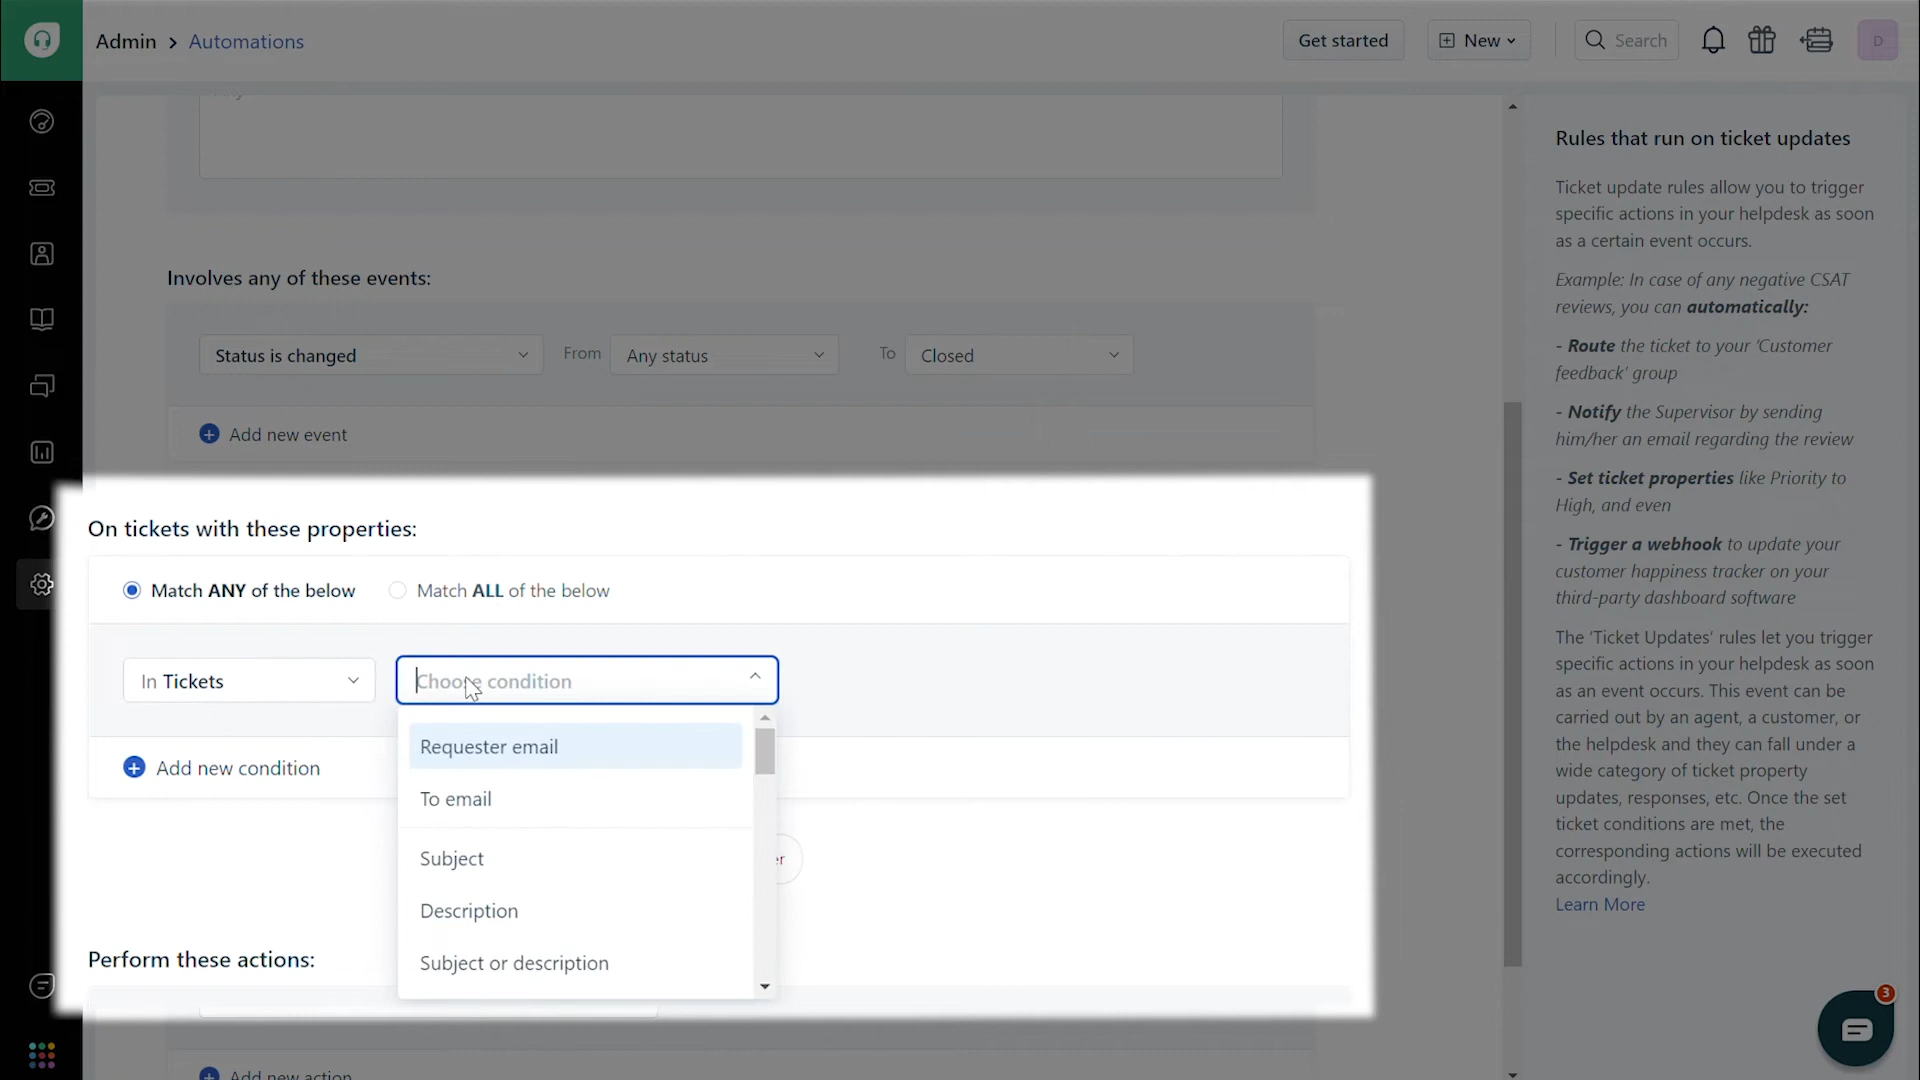 Admin > Automations
Get started
New
Search
D
Involves any of these events:
Status is changed
From
Any status
To
Closed
Add new event
On tickets with these properties:
Match ANY of the below
Match ALL of the below
In Tickets
Choose condition
Add new condition
Requester email
To email
Subject
Description
Subject or description
er
Perform these actions:
Add new action
Rules that run on ticket updates
Ticket update rules allow you to trigger
specific actions in your helpdesk as soon
as a certain event occurs.
Example: In case of any negative CSAT
reviews, you can automatically:
- Route the ticket to your 'Customer
feedback' group
- Notify the Supervisor by sending
him/her an email regarding the review
- Set ticket properties like Priority to
High, and even
- Trigger a webhook to update your
customer happiness tracker on your
third-party dashboard software
The 'Ticket Updates' rules let you trigger
specific actions in your helpdesk as soon
as an event occurs. This event can be
carried out by an agent, a customer, or
the helpdesk and they can fall under a
wide category of ticket property
updates, responses, etc. Once the set
ticket conditions are met, the
corresponding actions will be executed
accordingly.
Learn More
3